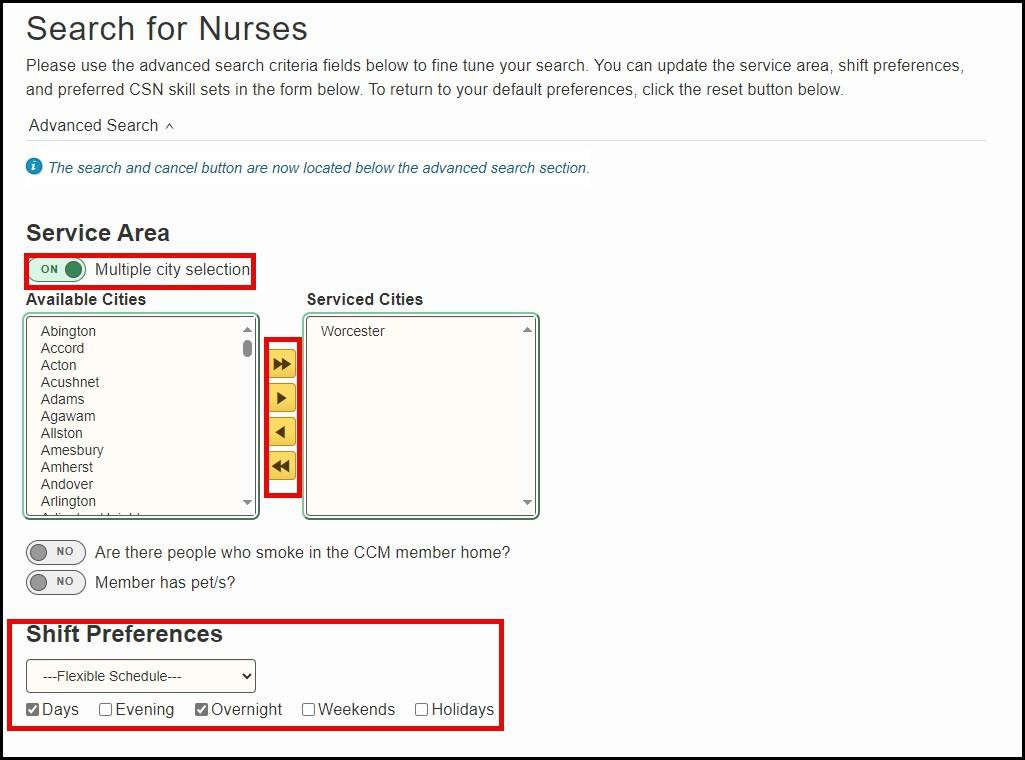 Search for Nurses
Please use the advanced search criteria fields below to fine tune your search. You can update the service area, shift preferences,
and preferred CSN skill sets in the form below. To return to your default preferences, click the reset button below.
Advanced Search
The search and cancel button are now located below the advanced search section.
Service Area
ON Multiple city selection
Available Cities Serviced Cities
Abington Worcester
Accord
Acton
Acushnet
Adams
Agawam
Allston
Amesbury
Amherst
Andover
Arlington
NO Are there people who smoke in the CCM member home?
NO Member has pet/s?
Shift Preferences
---Flexible Schedule---
Days Evening Overnight Weekends Holidays